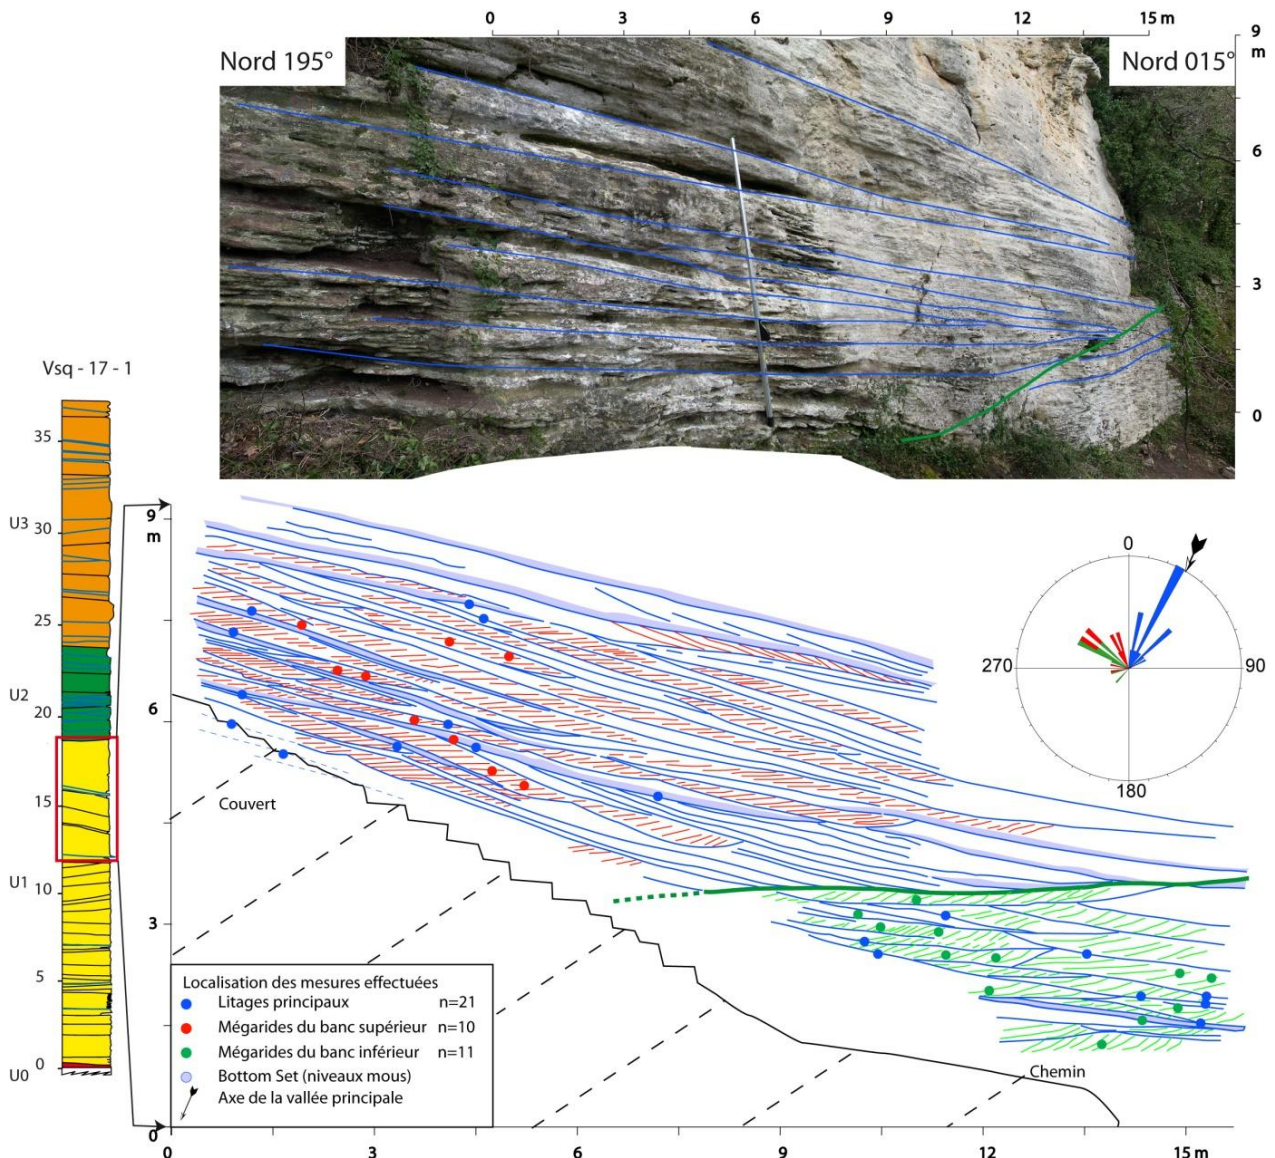 0 3 6 9 12 15 m
9
m
6
3
0
Nord 195°
Nord 015°
Vsq - 17 - 1
35
U3 30
25
U2
20
15
U1
10
5
0
U0
9
m
6
3
0
0 3 6 9 12 15 m
Couvert
Chemin
0
90
180
270
Localisation des mesures effectuées
Litages principaux n=21
Mégarides du banc supérieur n=10
Mégarides du banc inférieur n=11
Bottom Set (niveaux mous)
Axe de la vallée principale